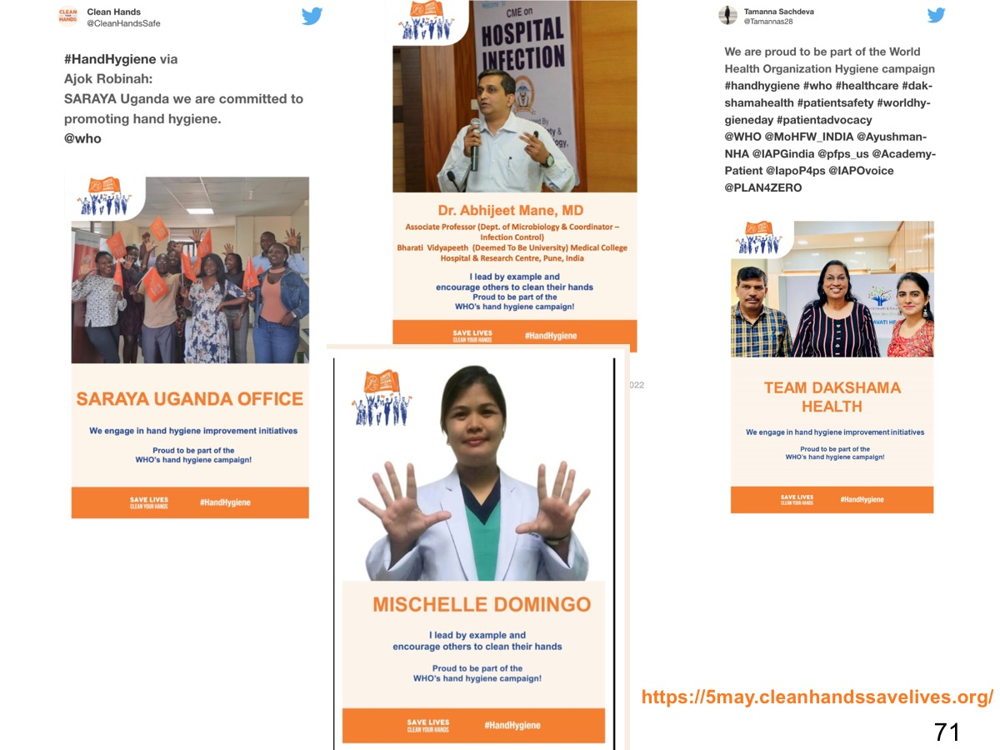 Clean Hands
@CleanHandsSafe
CLEAN
YOUR
HANDS
#HandHygiene via
Ajok Robinah:
SARAYA Uganda we are committed to
promoting hand hygiene.
@who
SARAYA UGANDA OFFICE
We engage in hand hygiene improvement initiatives
Proud to be part of the
WHO's hand hygiene campaign!
SAVE LIVES
CLEAN YOUR HANDS
#HandHygiene
Welcome to
CME on
HOSPITAL
INFECTION
Dr. Abhijeet Mane, MD
Associate Professor (Dept. of Microbiology & Coordinator –
Infection Control)
Bharati Vidyapeeth (Deemed To Be University) Medical College
Hospital & Research Centre, Pune, India
I lead by example and
encourage others to clean their hands
Proud to be part of the
WHO's hand hygiene campaign!
SAVE LIVES
CLEAN YOUR HANDS
#HandHygiene
022
MISCHELLE DOMINGO
I lead by example and
encourage others to clean their hands
Proud to be part of the
WHO's hand hygiene campaign!
SAVE LIVES
CLEAN YOUR HANDS
#HandHygiene
Tamanna Sachdeva
@Tamannas28
We are proud to be part of the World
Health Organization Hygiene campaign
#handhygiene #who #healthcare #dak-
shamahealth #patientsafety #worldhy-
gieneday #patientadvocacy
@WHO @MoHFW_INDIA @Ayushman-
NHA @IAPGindia @pfps_us @Academy-
Patient @IapoP4ps @IAPOvoice
@PLAN4ZERO
TEAM DAKSHAMA
HEALTH
We engage in hand hygiene improvement initiatives
Proud to be part of the
WHO's hand hygiene campaign!
SAVE LIVES
CLEAN YOUR HANDS
#HandHygiene
https://5may.cleanhandssavelives.org/
71